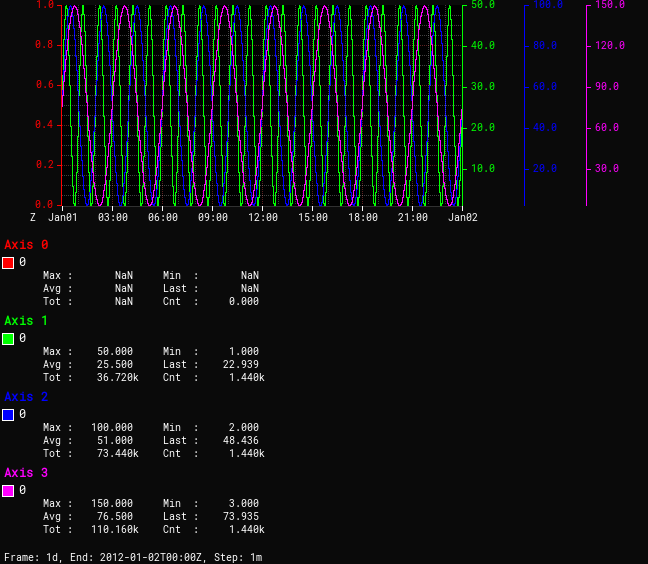 1.0 50.0 100.0 150.0
0.8 40.0 80.0 120.0
0.6 30.0 60.0 90.0
0.4 20.0 40.0 60.0
0.2 10.0 20.0 30.0
0.0
Z Jan01 03:00 06:00 09:00 12:00 15:00 18:00 21:00 Jan02
Axis 0
0
Max : NaN Min : NaN
Avg : NaN Last : NaN
Tot : NaN Cnt : 0.000
Axis 1
0
Max : 50.000 Min : 1.000
Avg : 25.500 Last : 22.939
Tot : 36.720k Cnt : 1.440k
Axis 2
0
Max : 100.000 Min : 2.000
Avg : 51.000 Last : 48.436
Tot : 73.440k Cnt : 1.440k
Axis 3
0
Max : 150.000 Min : 3.000
Avg : 76.500 Last : 73.935
Tot : 110.160k Cnt : 1.440k
Frame: 1d, End: 2012-01-02T00:00Z, Step: 1m